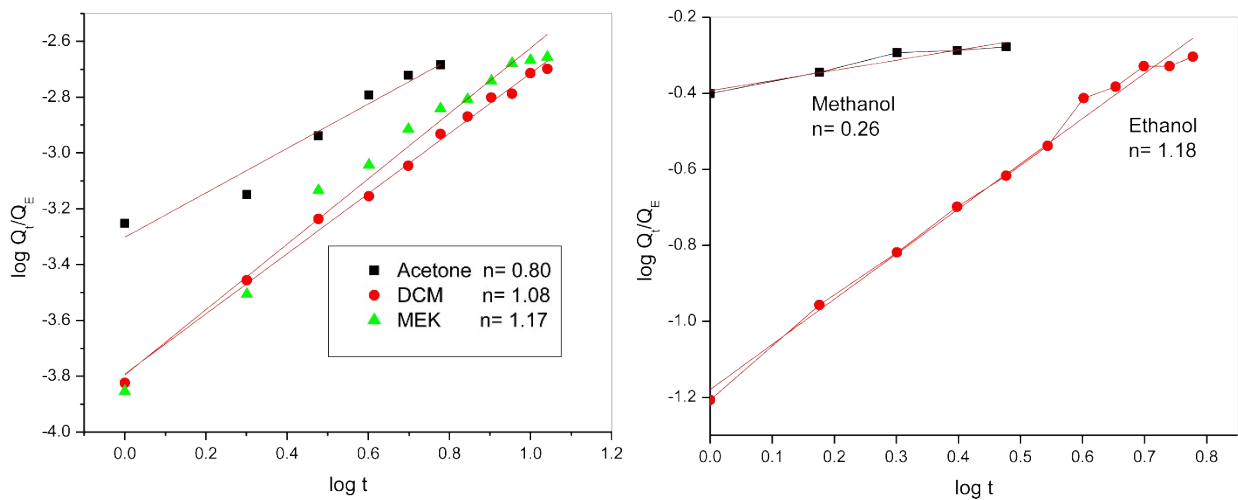 -2.6
-2.8
-3.0
-3.2
-3.4
-3.6
-3.8
-4.0
log Qt/QE
0.0 0.2 0.4 0.6 0.8 1.0 1.2
log t
Acetone n= 0.80
DCM n= 1.08
MEK n= 1.17
-0.2
-0.4
-0.6
-0.8
-1.0
-1.2
log Qt/QE
0.0 0.1 0.2 0.3 0.4 0.5 0.6 0.7 0.8
log t
Methanol
n= 0.26
Ethanol
n= 1.18